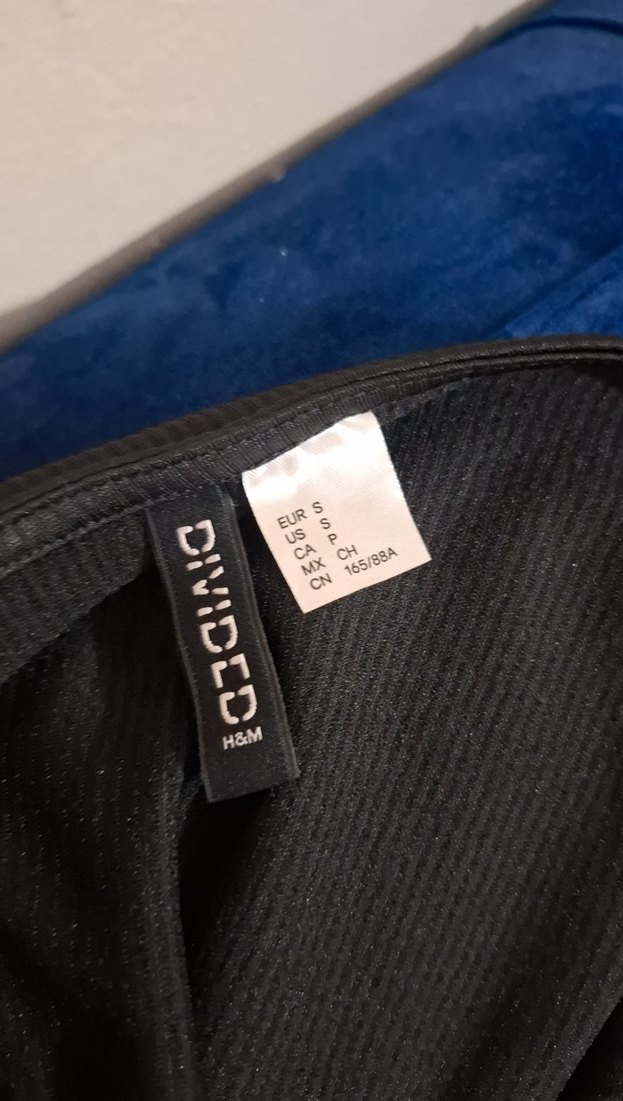 DIVIDED
H&M
EUR S
US S
CA P
MX CH
CN 165/88A